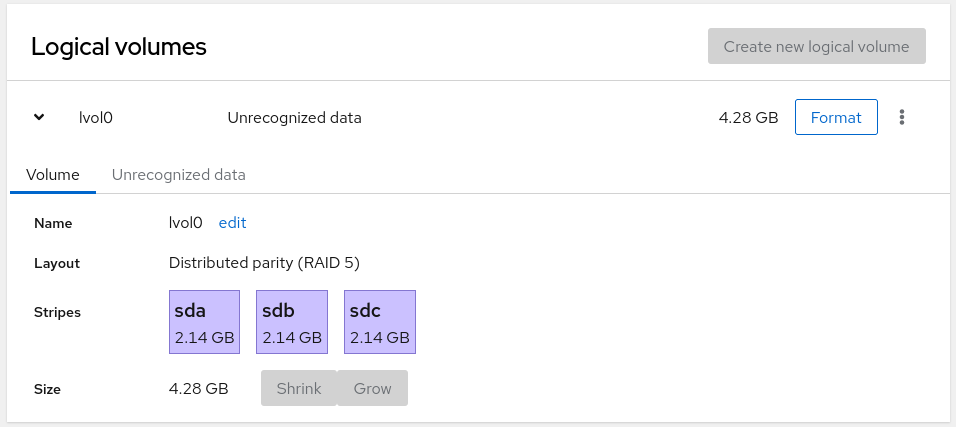 Logical volumes
Create new logical volume
lvol0 Unrecognized data 4.28 GB Format
Volume Unrecognized data
Name lvol0 edit
Layout Distributed parity (RAID 5)
Stripes sda sdb sdc
2.14 GB 2.14 GB 2.14 GB
Size 4.28 GB Shrink Grow